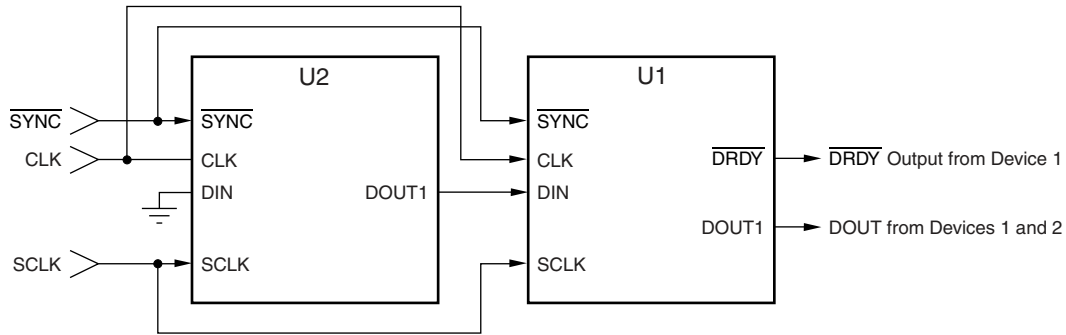 U2
U1
SYNC
SYNC
SYNC
CLK
CLK
CLK
DRDY
DRDY Output from Device 1
DIN
DOUT1
DIN
DOUT1
DOUT from Devices 1 and 2
SCLK
SCLK
SCLK